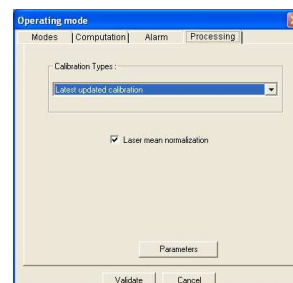 Operating mode
Modes Computation Alarm Processing
Calibration Types :
Latest updated calibration
Laser mean normalization
Parameters
Validate Cancel